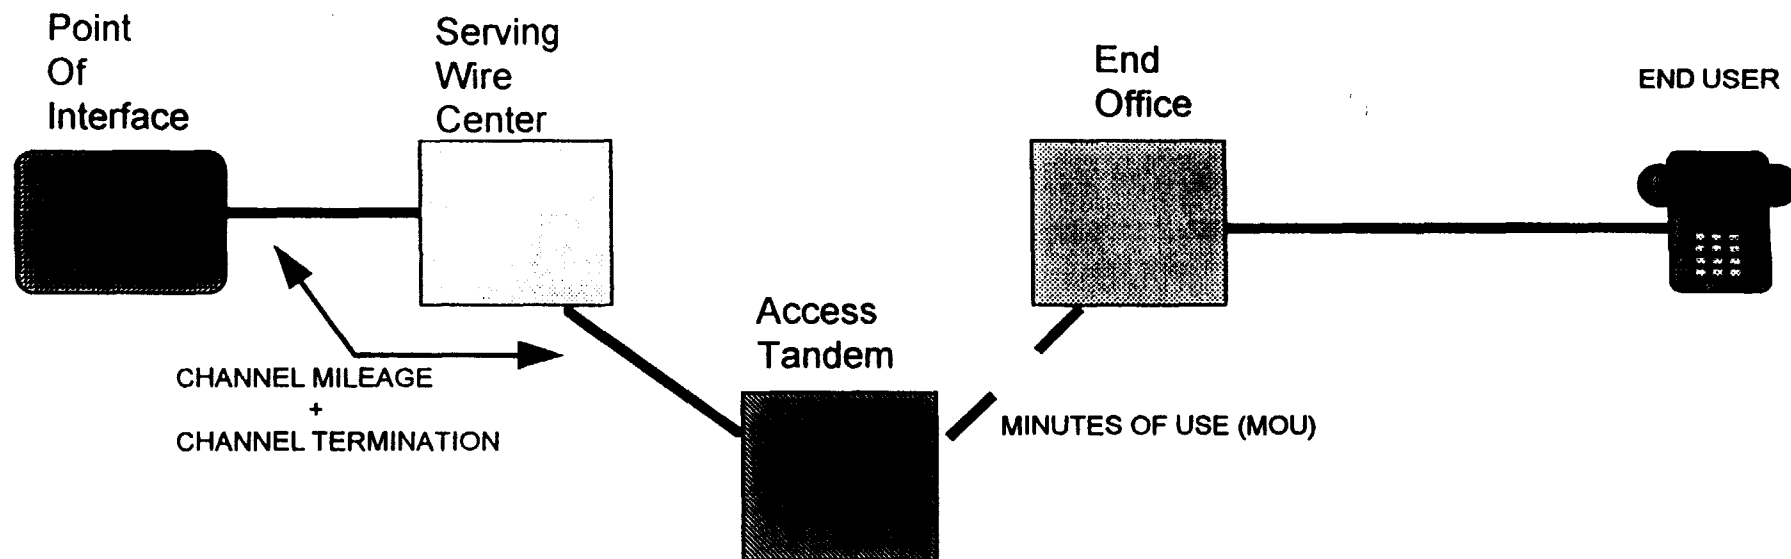 Point
Of
Interface
Serving
Wire
Center
End
Office
END USER
Access
Tandem
CHANNEL MILEAGE
+
CHANNEL TERMINATION
MINUTES OF USE (MOU)